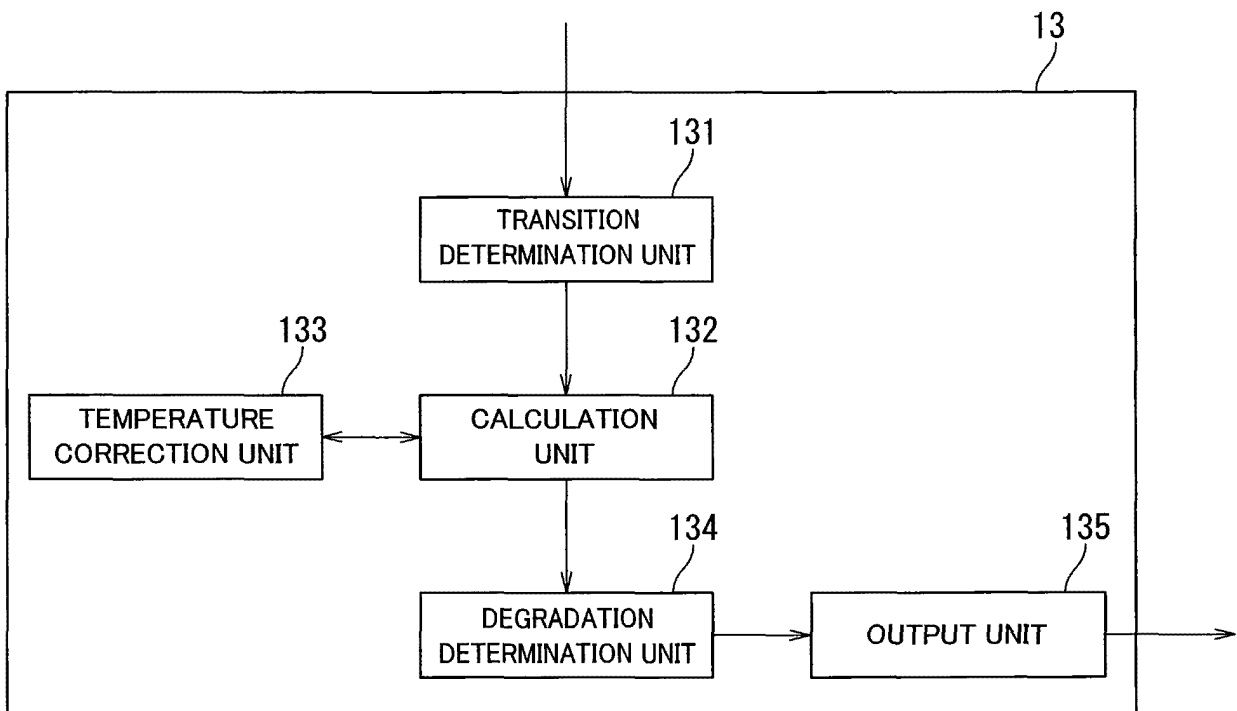 13
131
TRANSITION
DETERMINATION UNIT
133
132
TEMPERATURE
CORRECTION UNIT
CALCULATION
UNIT
134
135
DEGRADATION
DETERMINATION UNIT
OUTPUT UNIT